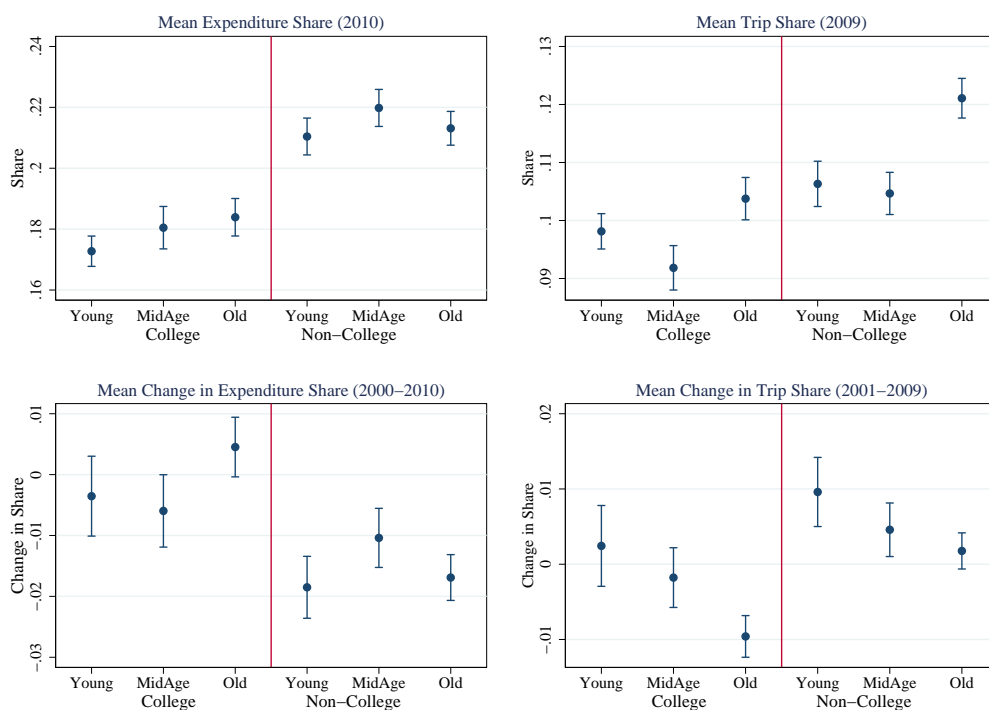 Mean Expenditure Share (2010)
Share
.24
.22
.2
.18
.16
Young MidAge Old Young MidAge Old
College Non−College
Mean Trip Share (2009)
Share
.13
.12
.11
.1
.09
Young MidAge Old Young MidAge Old
College Non−College
Mean Change in Expenditure Share (2000−2010)
Change in Share
.01
0
−.01
−.02
−.03
Young MidAge Old Young MidAge Old
College Non−College
Mean Change in Trip Share (2001−2009)
Change in Share
.02
.01
0
−.01
Young MidAge Old Young MidAge Old
College Non−College